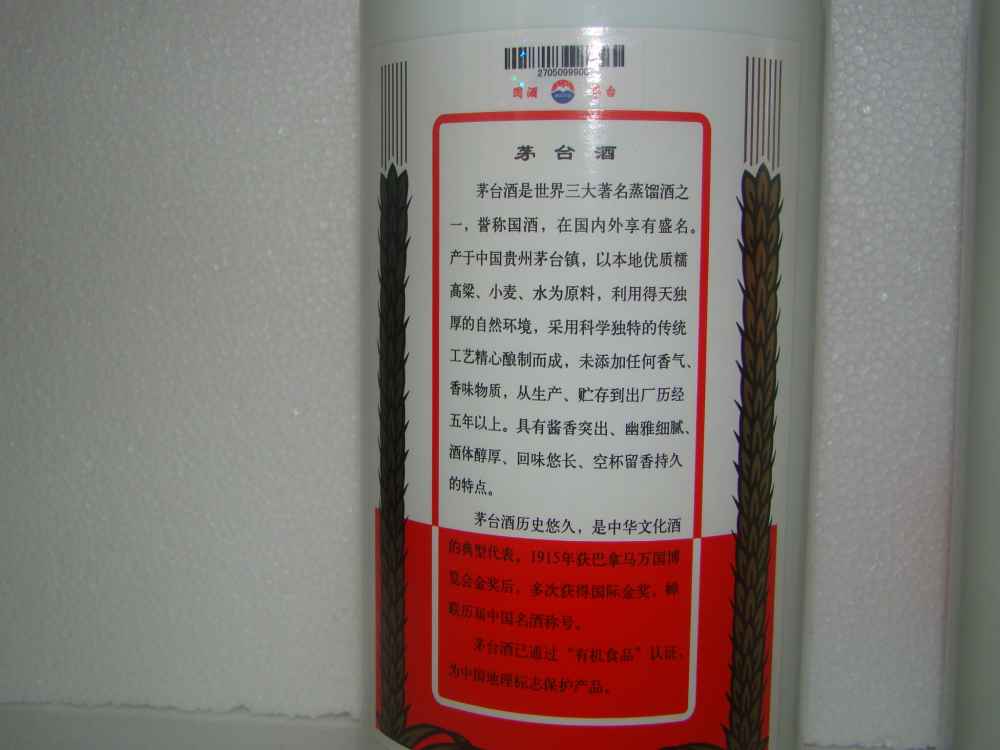 270509990
国酒 茅台
茅台酒
茅台酒是世界三大著名蒸馏酒之
一，誉称国酒，在国内外享有盛名。
产于中国贵州茅台镇，以本地优质糯
高粱、小麦、水为原料，利用得天独
厚的自然环境，采用科学独特的传统
工艺精心酿制而成，未添加任何香气、
香味物质，从生产、贮存到出厂历经
五年以上。具有酱香突出、幽雅细腻、
酒体醇厚、回味悠长、空杯留香持久
的特点。
茅台酒历史悠久，是中华文化酒
的典型代表，1915年获巴拿马万国博
览会金奖后，多次获得国际金奖，蝉
联历届中国名酒称号。
茅台酒已通过“有机食品”认证、
为中国地理标志保护产品。